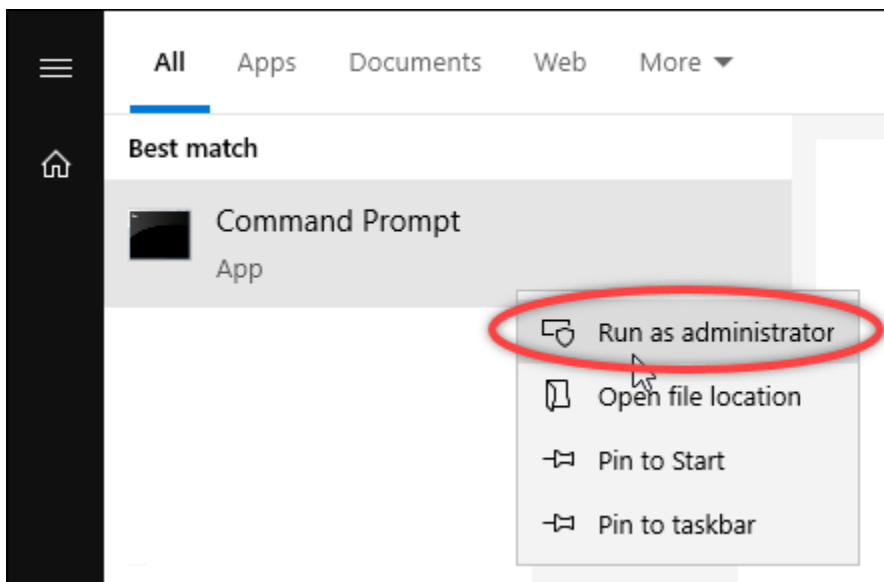 All Apps Documents Web More
Best match
Command Prompt
App
Run as administrator
Open file location
Pin to Start
Pin to taskbar